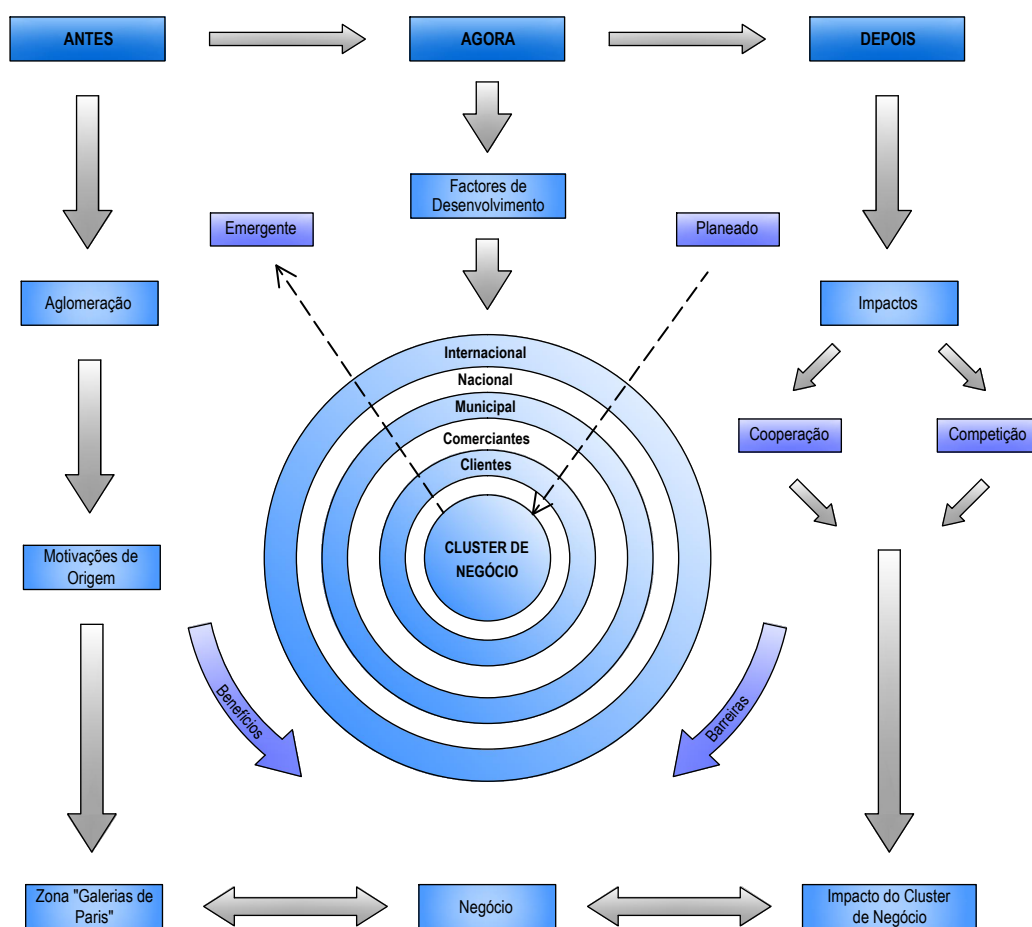 ANTES
AGORA
DEPOIS
Factores de
Desenvolvimento
Emergente
Planeado
Aglomeração
Impactos
Internacional
Nacional
Municipal
Comerciantes
Clientes
Cooperação
Competição
CLUSTER DE
NEGÓCIO
Motivações de
Origem
Benefícios
Barreiras
Zona "Galerias de
Paris"
Negócio
Impacto do Cluster
de Negócio